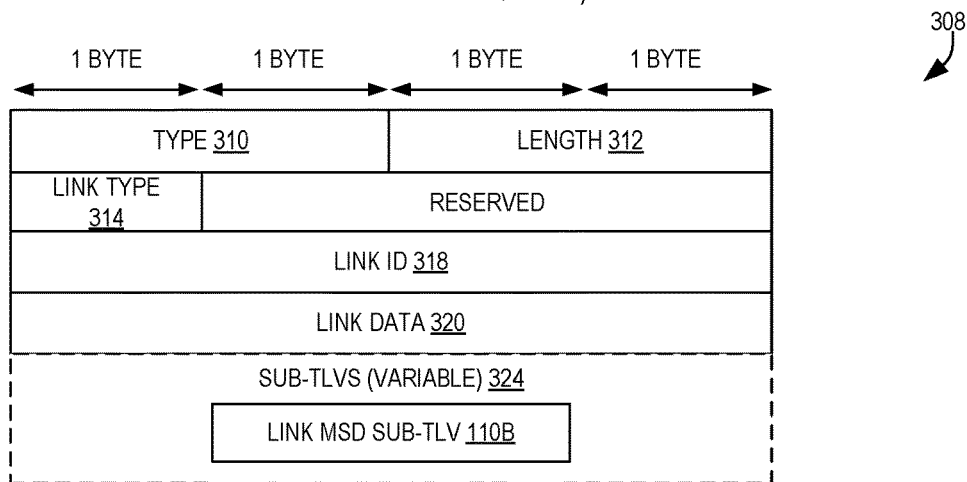 308
1 BYTE 1 BYTE 1 BYTE 1 BYTE
TYPE 310 LENGTH 312
LINK TYPE
314
RESERVED
LINK ID 318
LINK DATA 320
SUB-TLVS (VARIABLE) 324
LINK MSD SUB-TLV 110B